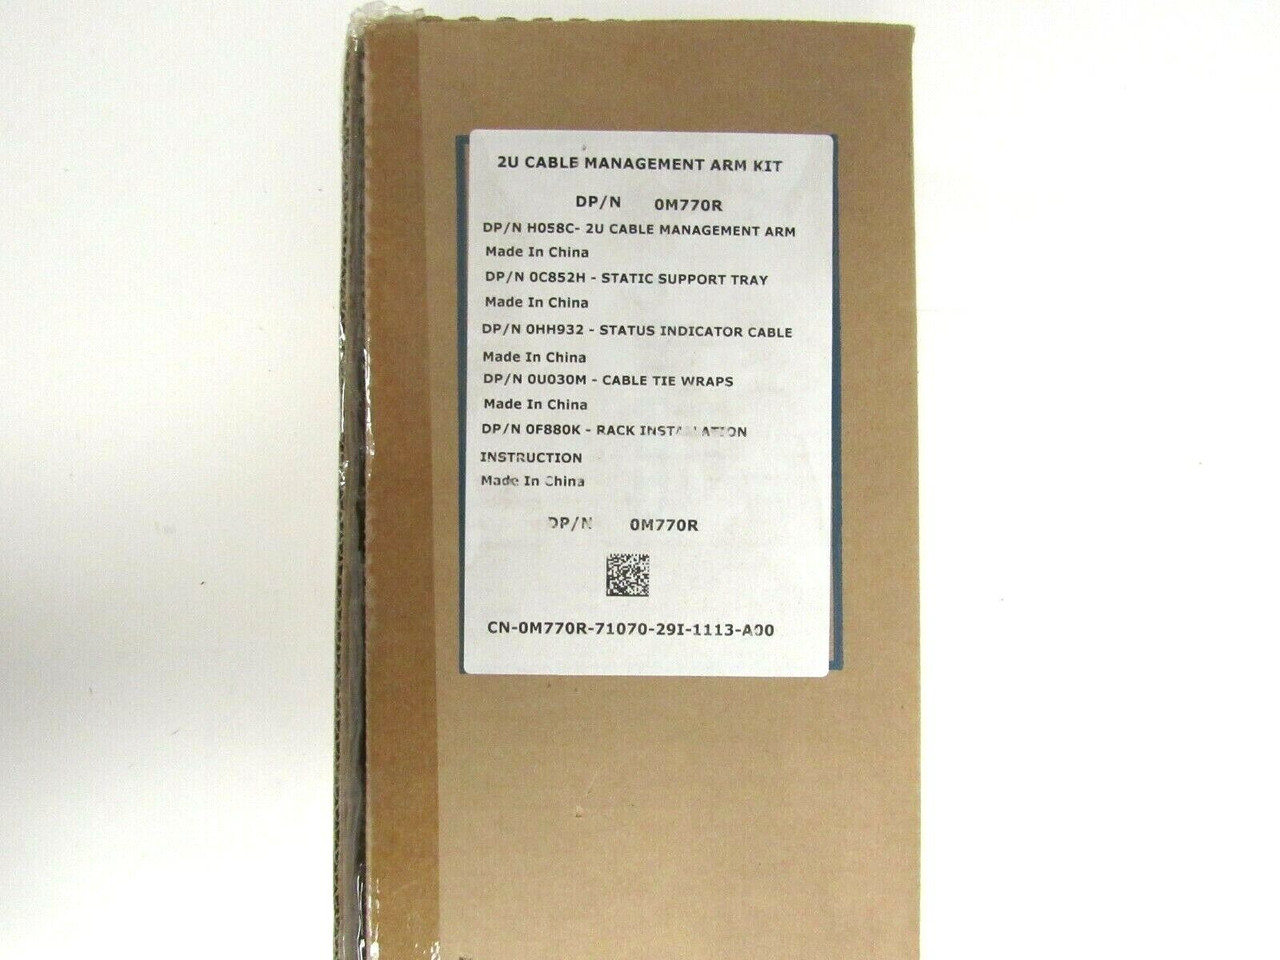 2U CABLE MANAGEMENT ARM KIT
DP/N 0M770R
DP/N H058C- 2U CABLE MANAGEMENT ARM
Made In China
DP/N 0C852H - STATIC SUPPORT TRAY
Made In China
DP/N 0HH932 - STATUS INDICATOR CABLE
Made In China
DP/N 0U030M - CABLE TIE WRAPS
Made In China
DP/N 0F880K - RACK INSTALLATION
INSTRUCTION
Made In China
DP/N 0M770R
CN-0M770R-71070-29I-1113-A00